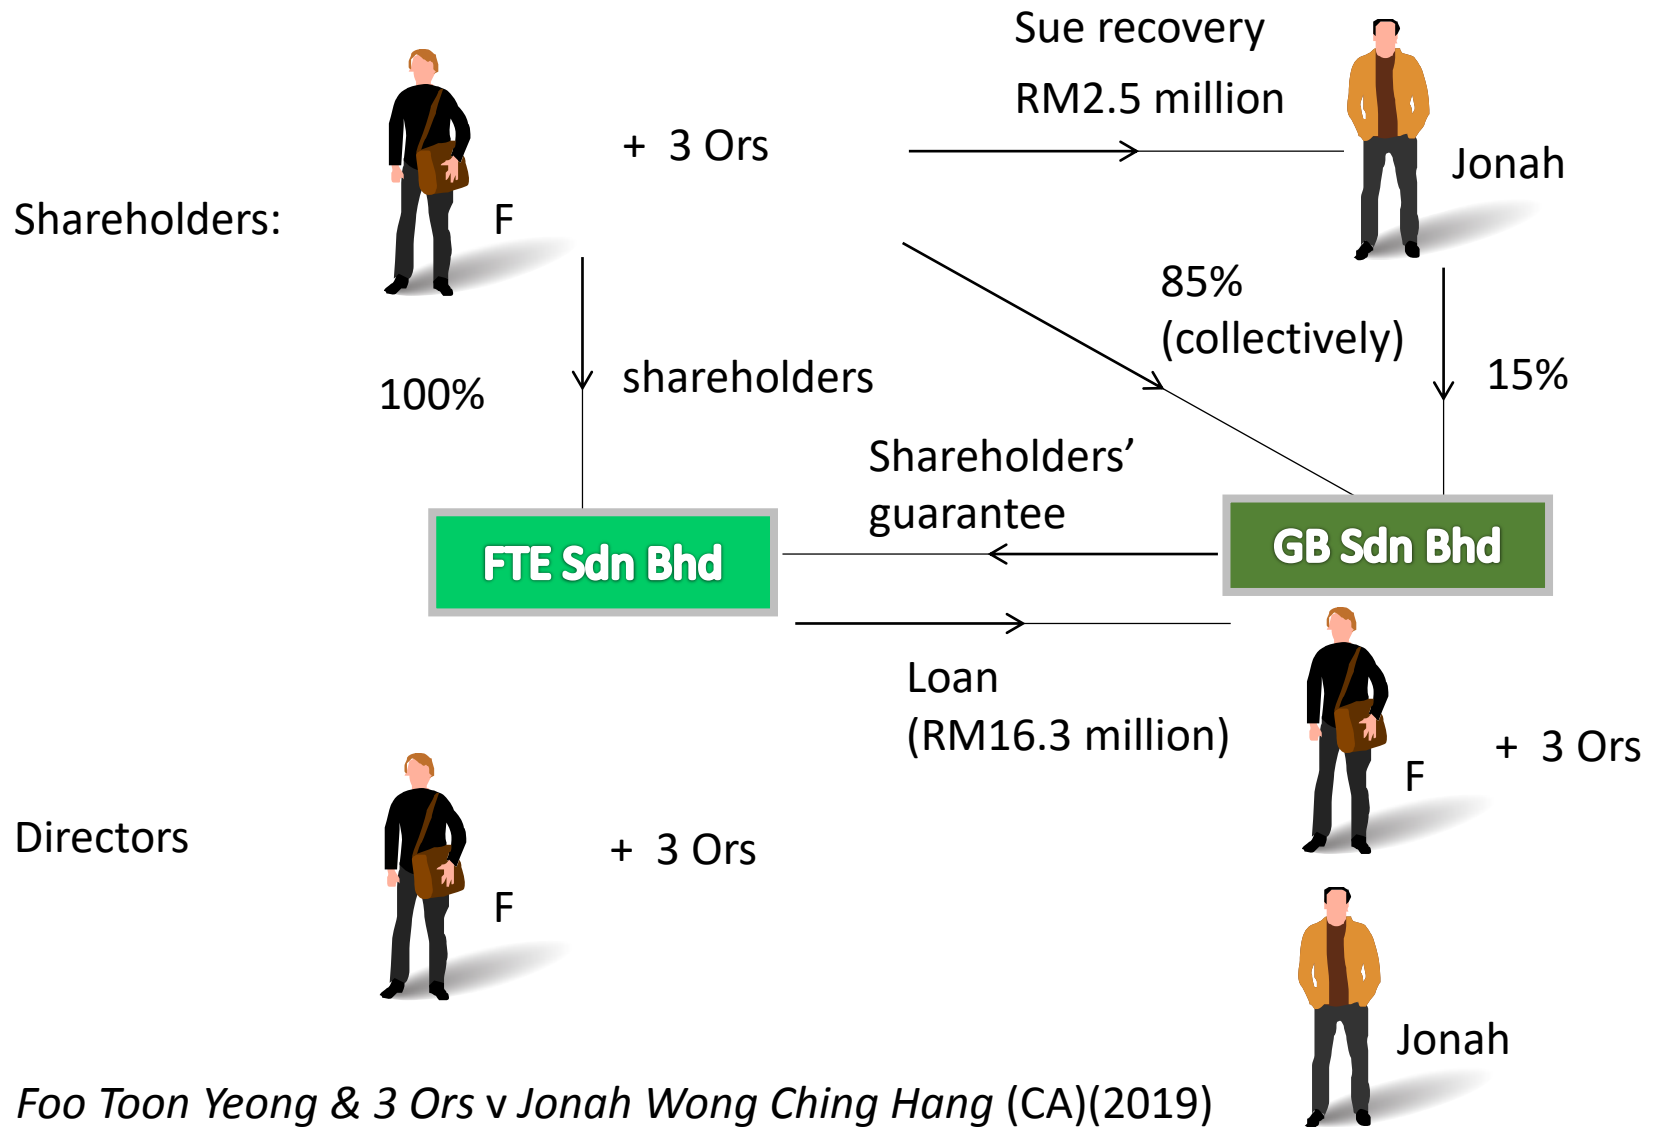 Sue recovery
RM2.5 million
+ 3 Ors
Jonah
Shareholders:
F
85%
(collectively)
100%
shareholders
15%
Shareholders’
guarantee
FTE Sdn Bhd
GB Sdn Bhd
Loan
(RM16.3 million)
F
+ 3 Ors
Directors
+ 3 Ors
F
Jonah
Foo Toon Yeong & 3 Ors v Jonah Wong Ching Hang (CA)(2019)